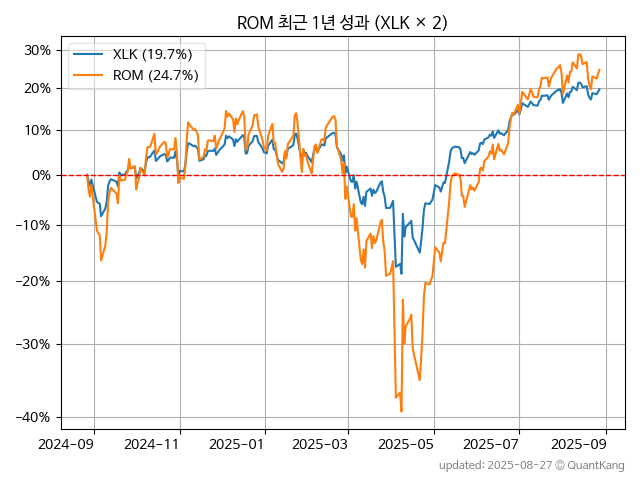 ROM 최근 1년 성과 (XLK × 2)
XLK (19.7%)
ROM (24.7%)
30%
20%
10%
0%
-10%
-20%
-30%
-40%
2024-09 2024-11 2025-01 2025-03 2025-05 2025-07 2025-09
updated: 2025-08-27 © QuantKang